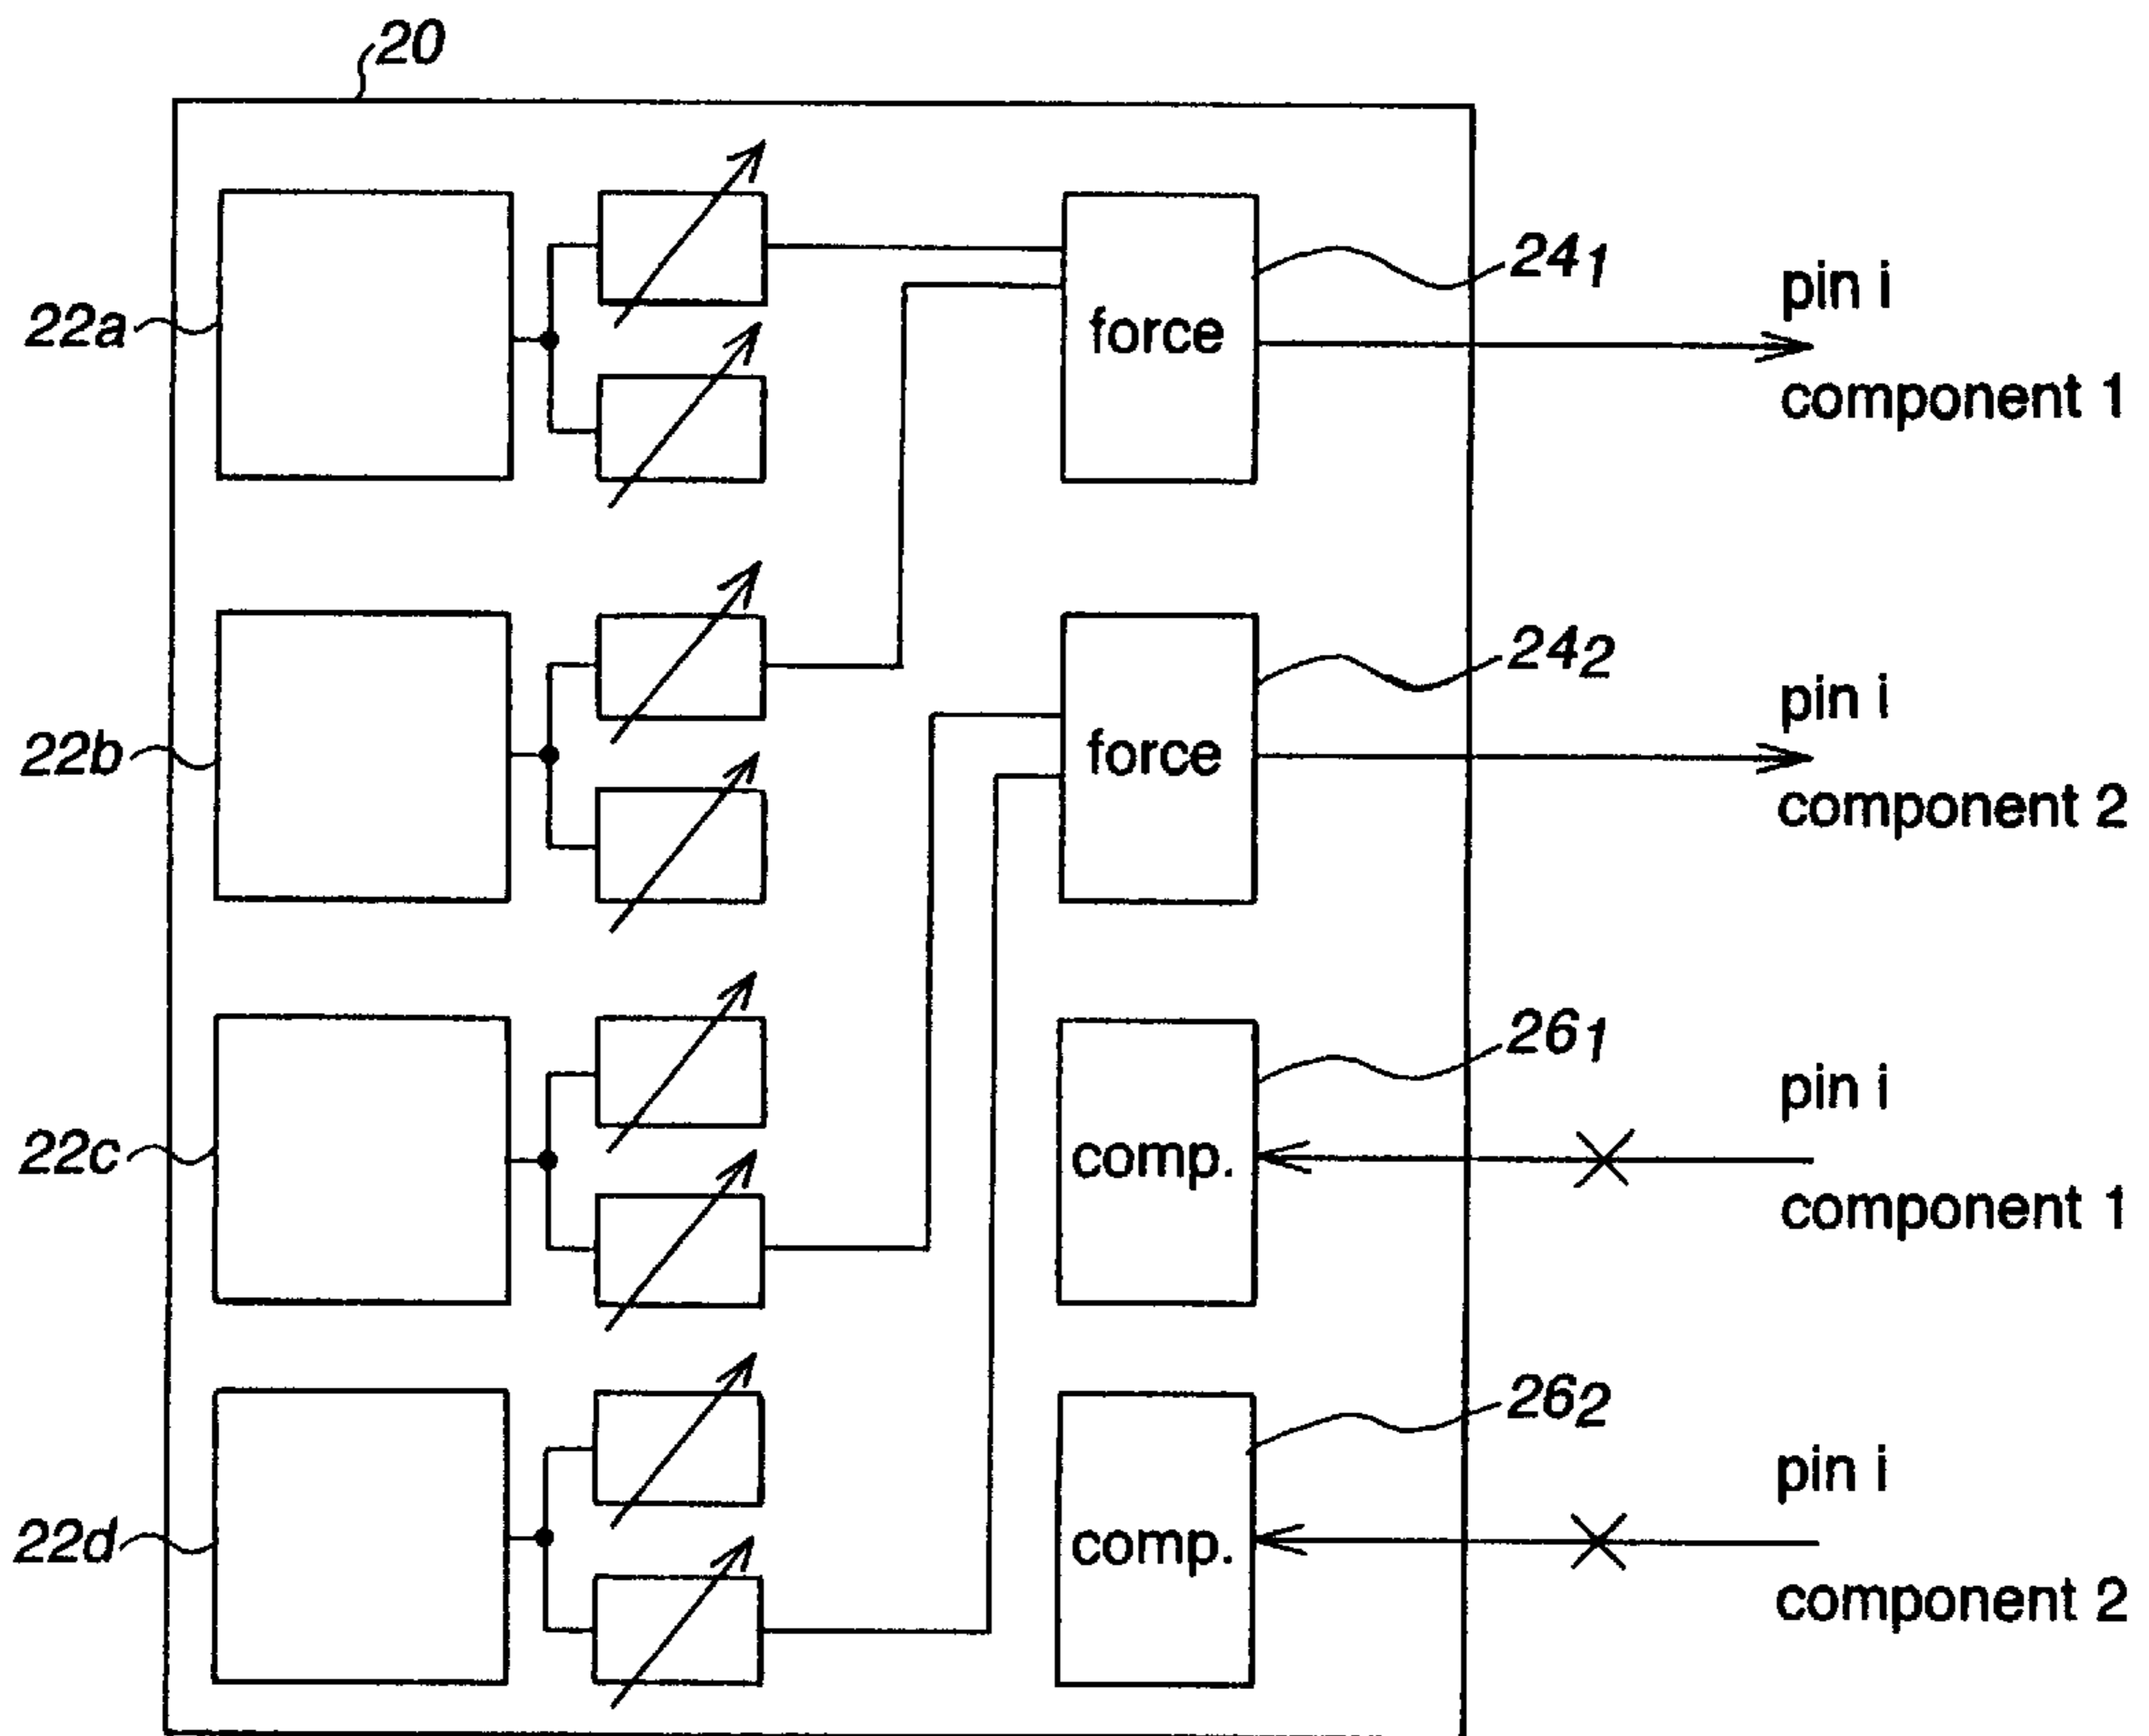 20
22a
force
24₁
pin i
component 1
22b
force
24₂
pin i
component 2
22c
comp.
26₁
pin i
component 1
22d
comp.
26₂
pin i
component 2